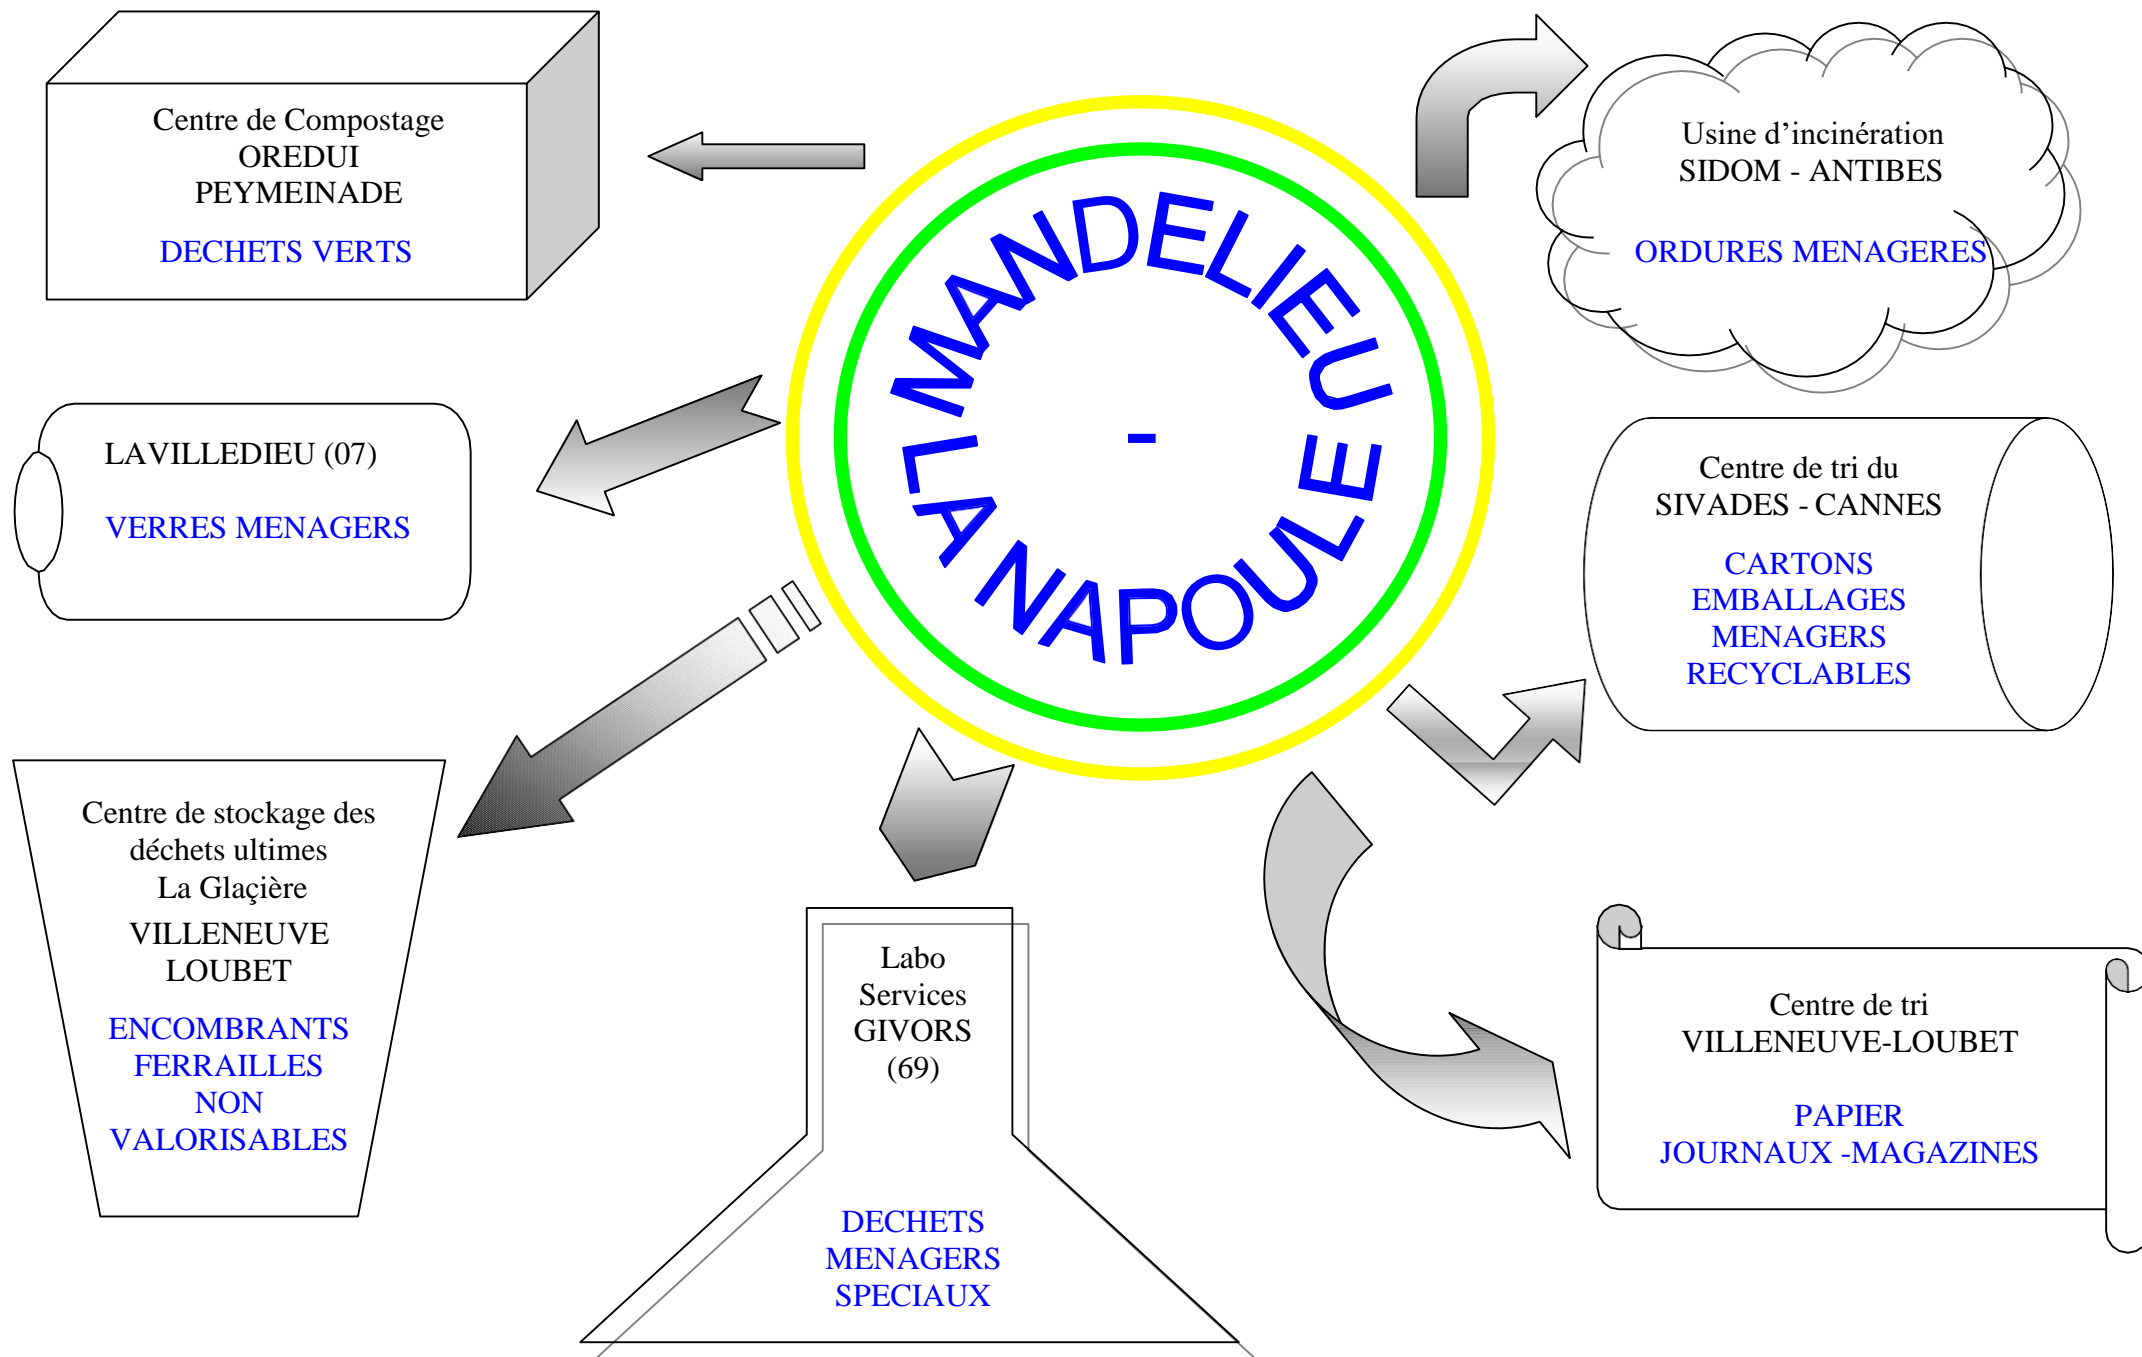 Centre de Compostage
OREDUI
PEYMEINADE
DECHETS VERTS
Usine d’incinération
SIDOM - ANTIBES
ORDURES MENAGERES
MANDELIEU
-
LA NAPOULE
LAVILLEDIEU (07)
VERRES MENAGERS
Centre de tri du
SIVADES - CANNES
CARTONS
EMBALLAGES
MENAGERS
RECYCLABLES
Centre de stockage des
déchets ultimes
La Glaçière
VILLENEUVE
LOUBET
ENCOMBRANTS
FERRAILLES
NON
VALORISABLES
Labo
Services
GIVORS
(69)
DECHETS
MENAGERS
SPECIAUX
Centre de tri
VILLENEUVE-LOUBET
PAPIER
JOURNAUX -MAGAZINES